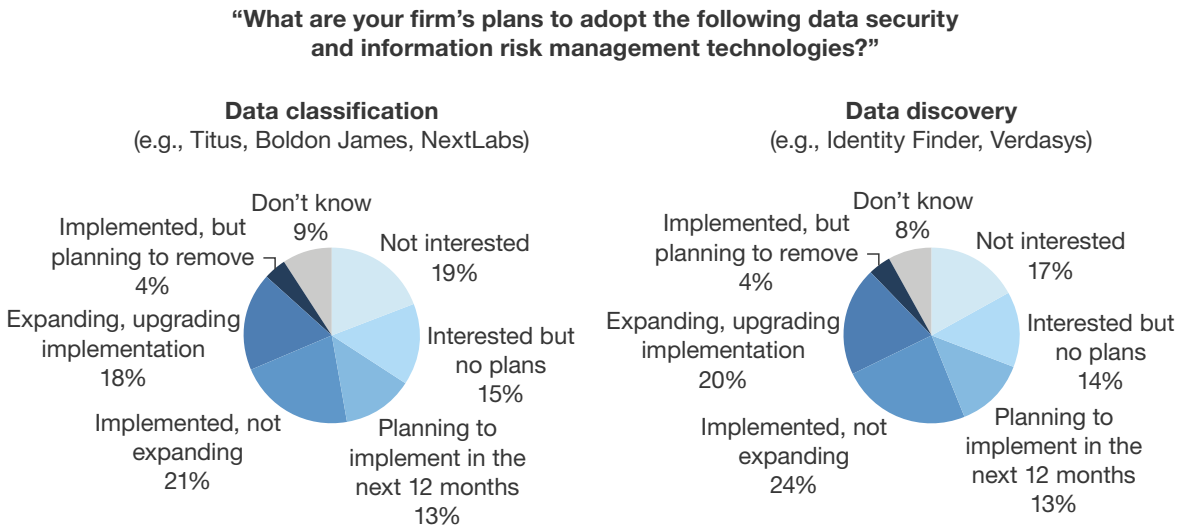 “What are your firm’s plans to adopt the following data security
and information risk management technologies?”
Data classification
(e.g., Titus, Boldon James, NextLabs)
Don’t know
9%
Not interested
19%
Interested but
no plans
15%
Planning to
implement in the
next 12 months
13%
Implemented, not
expanding
21%
Expanding, upgrading
implementation
18%
Implemented, but
planning to remove
4%
Data discovery
(e.g., Identity Finder, Verdasys)
Don’t know
8%
Not interested
17%
Interested but
no plans
14%
Planning to
implement in the
next 12 months
13%
Implemented, not
expanding
24%
Expanding, upgrading
implementation
20%
Implemented, but
planning to remove
4%